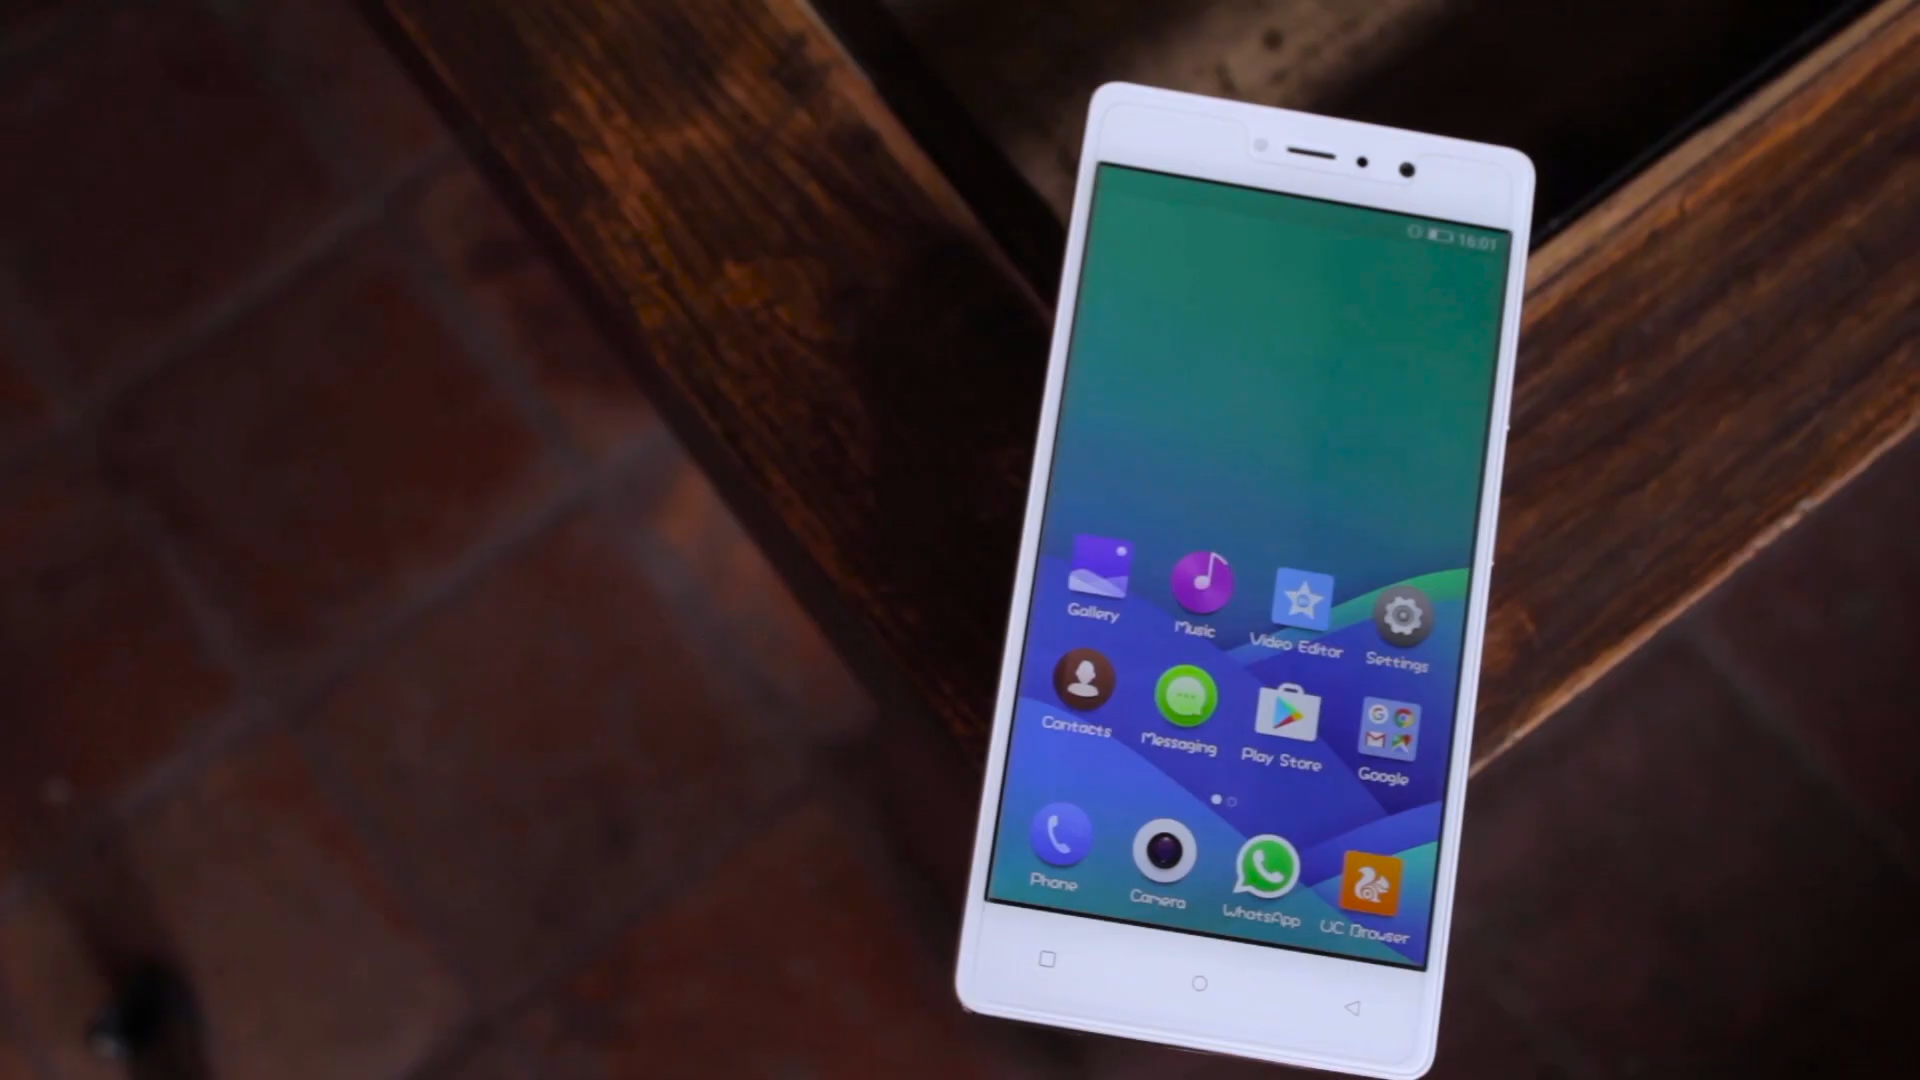 16:01
Gallery
Music
Video Editor
Settings
Contacts
Messaging
Play Store
Google
Phone
Camera
WhatsApp
UC Browser